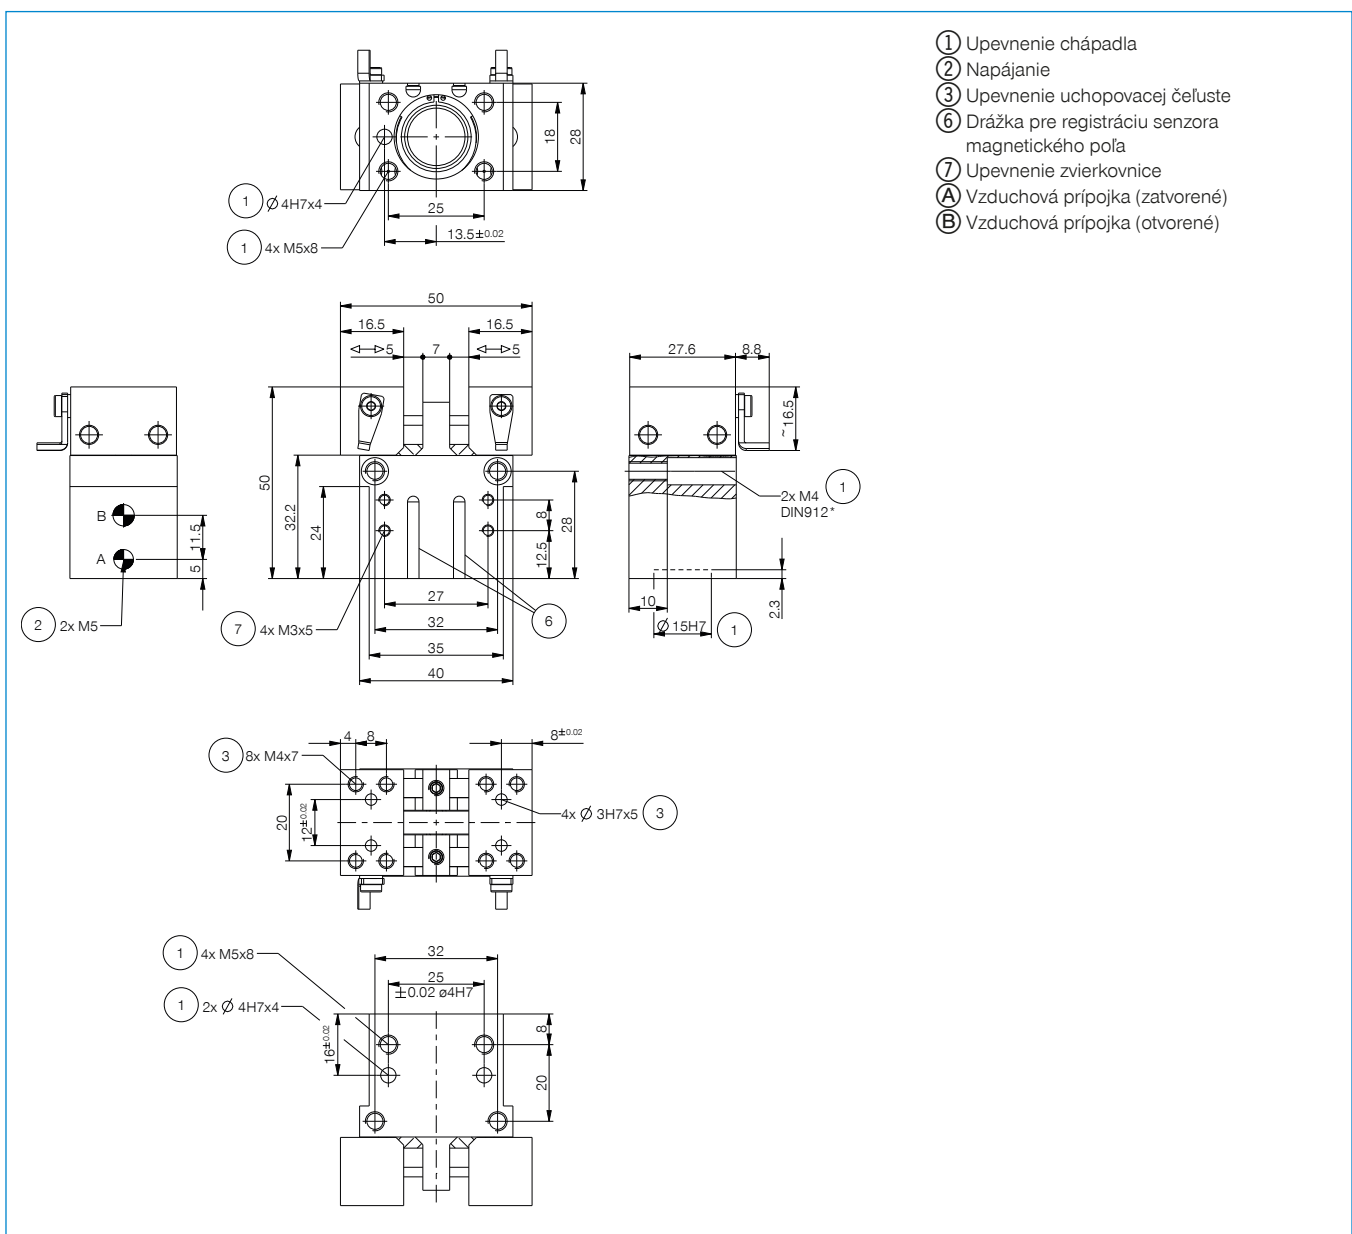 1 Upevnenie chápadla
2 Napájanie
3 Upevnenie uchopovacej čeľuste
6 Drážka pre registráciu senzora
magnetického poľa
7 Upevnenie zvierkovnice
A Vzduchová prípojka (zatvorené)
B Vzduchová prípojka (otvorené)
18
28
1 Ø 4H7x4
25
13.5±0.02
1 4x M5x8
50
16.5
16.5
5
7
5
27.6
8.8
~16.5
50
32.2
24
8
12.5
28
B
A
11.5
5
2 2x M5
7 4x M3x5
27
32
35
40
6
2x M4 1
DIN912*
10
Ø 15H7 1
2.3
4
8
8±0.02
3 8x M4x7
20
12±0.02
4x Ø 3H7x5 3
1 4x M5x8
32
25
±0.02 ø4H7
1 2x Ø 4H7x4
16±0.02
8
20